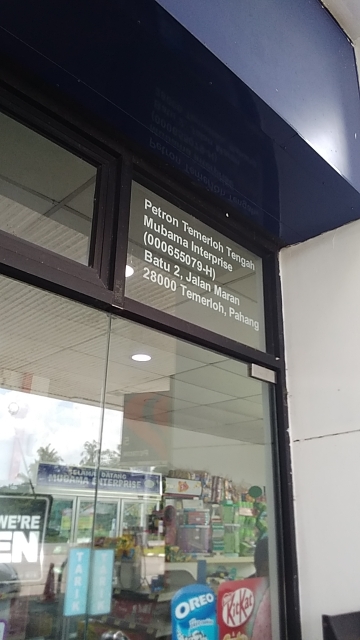 Petron Temerloh Tengah
Mubama Interprise
(000655079-H)
Batu 2, Jalan Maran
28000 Temerloh, Pahang
SELAMAT DATANG
MUBAMA ENTERPRISE
WE'RE
TARIK
TARIK
OREO
KitKat